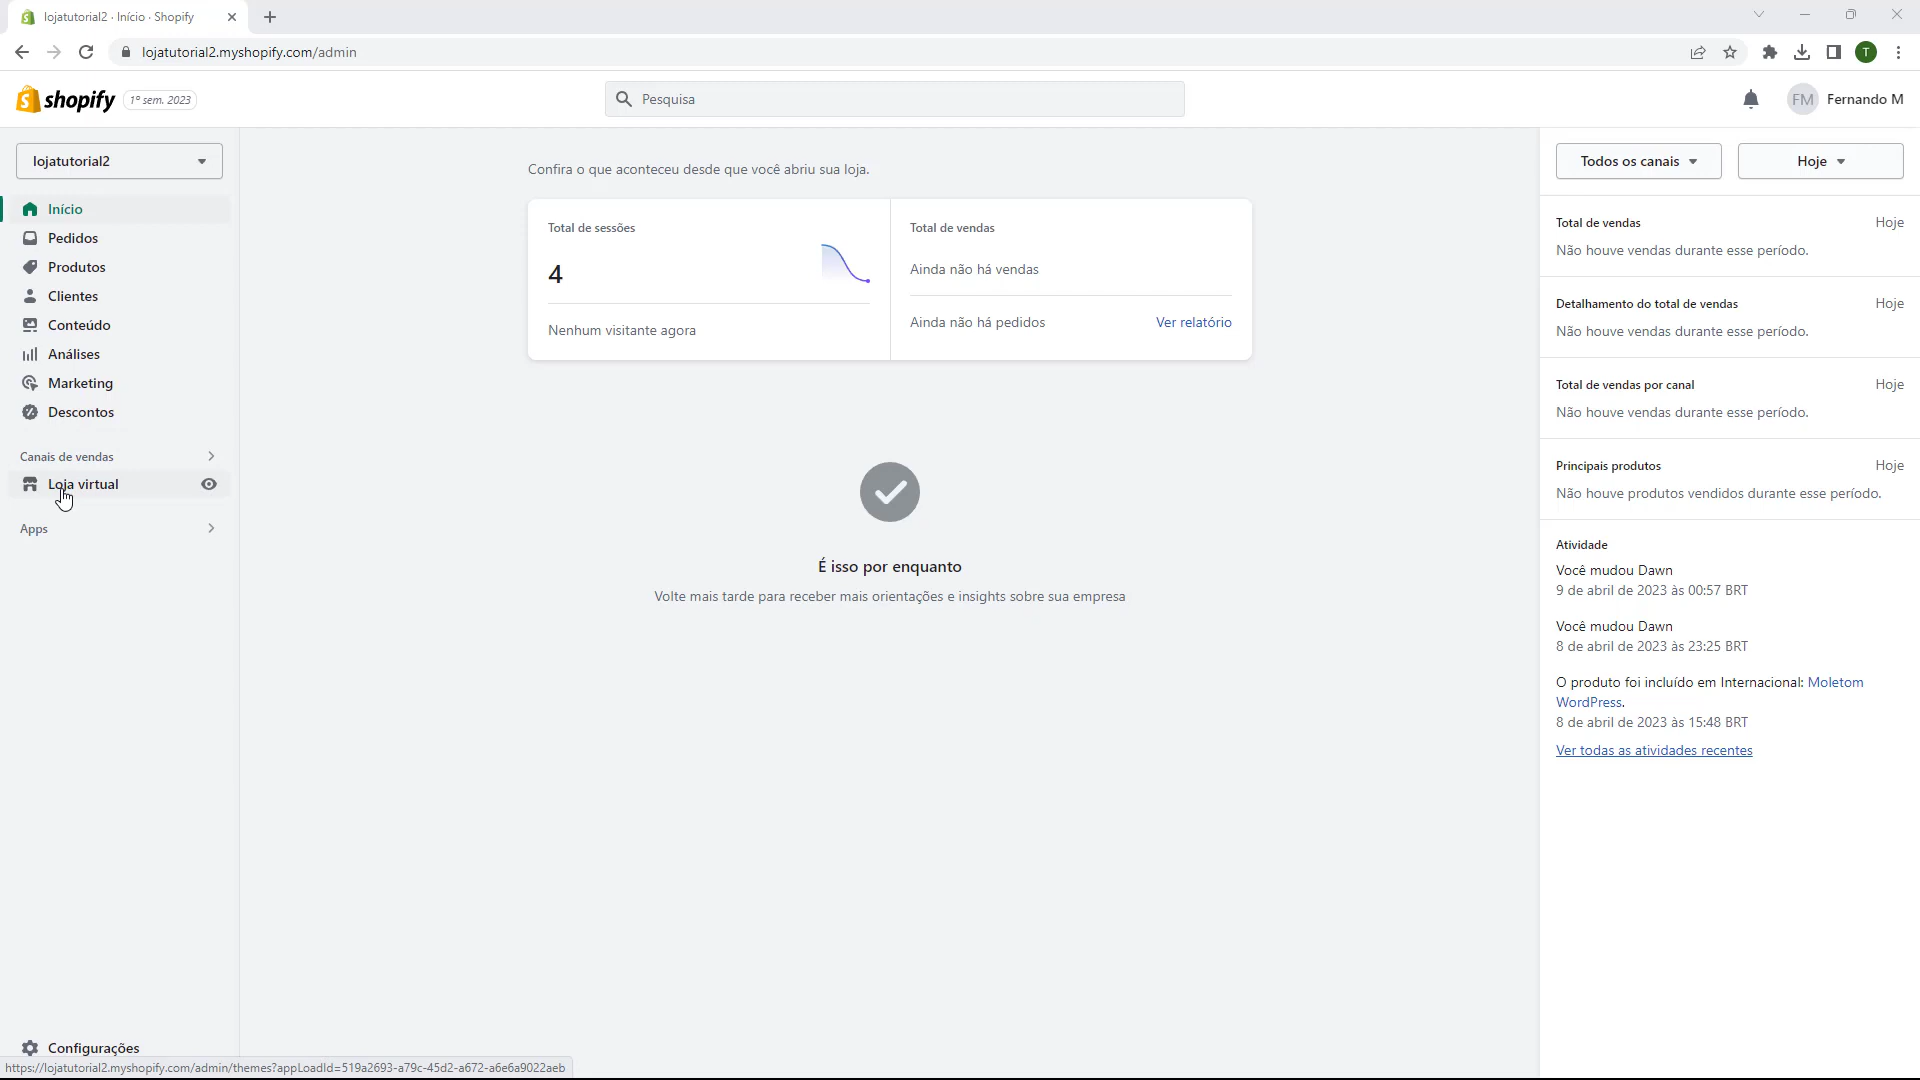 lojatutorial2 · Início · Shopify
lojatutorial2.myshopify.com/admin
T
shopify
1º sem. 2023
Pesquisa
FM
Fernando M
lojatutorial2
Início
Pedidos
Produtos
Clientes
Conteúdo
Análises
Marketing
Descontos
Canais de vendas
Loja virtual
Apps
Configurações
https://lojatutorial2.myshopify.com/admin/themes?appLoadId=519a2693-a79c-45d2-a672-a6e6a9022aeb
Confira o que aconteceu desde que você abriu sua loja.
Total de sessões
4
Nenhum visitante agora
Total de vendas
Ainda não há vendas
Ainda não há pedidos
Ver relatório
É isso por enquanto
Volte mais tarde para receber mais orientações e insights sobre sua empresa
Todos os canais
Hoje
Total de vendas
Hoje
Não houve vendas durante esse período.
Detalhamento do total de vendas
Hoje
Não houve vendas durante esse período.
Total de vendas por canal
Hoje
Não houve vendas durante esse período.
Principais produtos
Hoje
Não houve produtos vendidos durante esse período.
Atividade
Você mudou Dawn
9 de abril de 2023 às 00:57 BRT
Você mudou Dawn
8 de abril de 2023 às 23:25 BRT
O produto foi incluído em Internacional: Moletom
WordPress.
8 de abril de 2023 às 15:48 BRT
Ver todas as atividades recentes